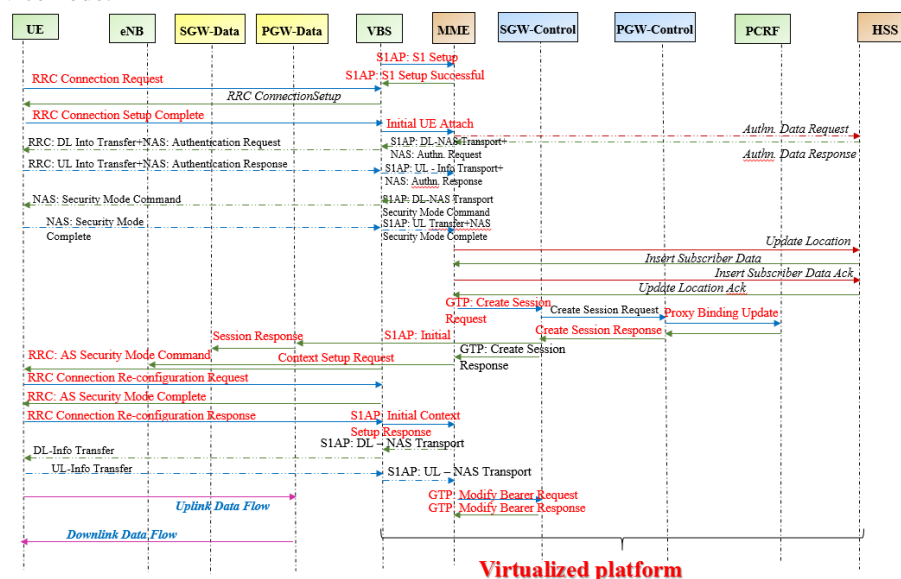 UE eNB SGW-Data PGW-Data VBS MME SGW-Control PGW-Control PCRF HSS
S1AP: S1 Setup
S1AP: S1 Setup Successful
RRC Connection Request
RRC ConnectionSetup
RRC Connection Setup Complete
Initial UE Attach
Authn. Data Request
RRC: DL Into Transfer+NAS: Authentication Request
S1AP: DL-NAS Transport+
NAS: Authn. Request
Authn. Data Response
RRC: UL Into Transfer+NAS: Authentication Response
S1AP: UL - Info Transport+
NAS: Authn. Response
NAS: Security Mode Command
S1AP: DL-NAS Transport
Security Mode Command
NAS: Security Mode
Complete
S1AP: UL Transfer+NAS
Security Mode Complete
Update Location
Insert Subscriber Data
Insert Subscriber Data Ack
Update Location Ack
GTP: Create Session
Request
Create Session Request
Proxy Binding Update
Create Session Response
Session Response
S1AP: Initial
Context Setup Request
GTP: Create Session
Response
RRC: AS Security Mode Command
RRC Connection Re-configuration Request
RRC: AS Security Mode Complete
RRC Connection Re-configuration Response
S1AP: Initial Context
Setup Response
S1AP: DL – NAS Transport
DL-Info Transfer
UL-Info Transfer
S1AP: UL – NAS Transport
GTP: Modify Bearer Request
GTP: Modify Bearer Response
Uplink Data Flow
Downlink Data Flow
Virtualized platform